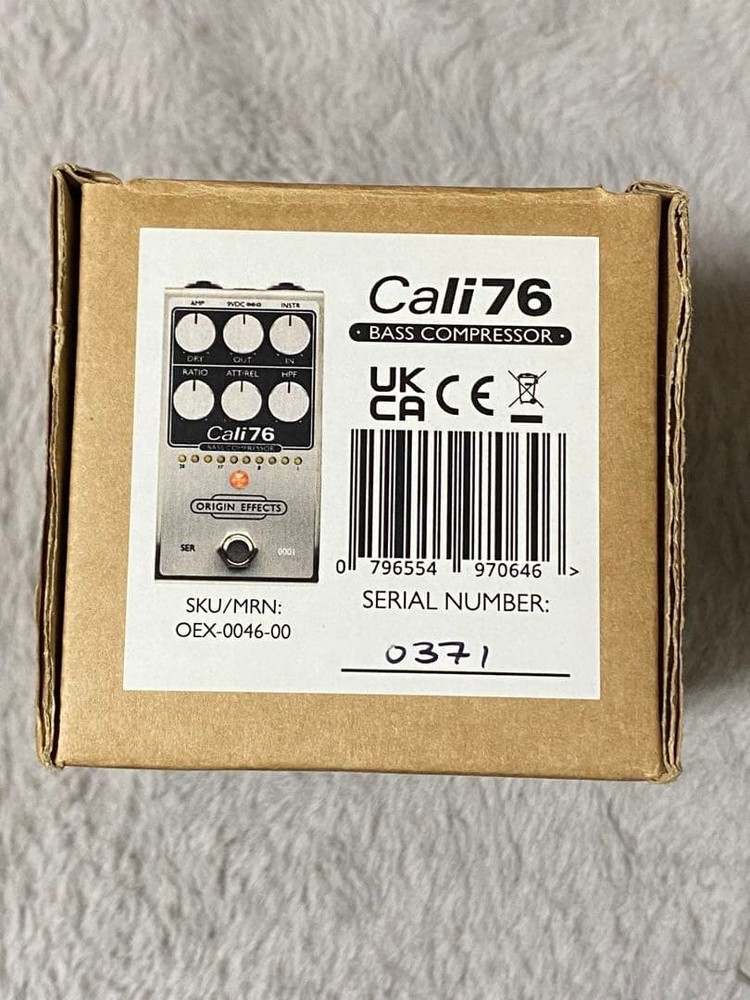 Cali76
• BASS COMPRESSOR •
UK
CA CE
AMP 9VDC INSTR
DRY OUT IN
RATIO ATT/REL HPF
Cali76
BASS COMPRESSOR
ORIGIN EFFECTS
SER 0001
0 796554 970646 >
SKU/MRN:
OEX-0046-00
SERIAL NUMBER:
0371